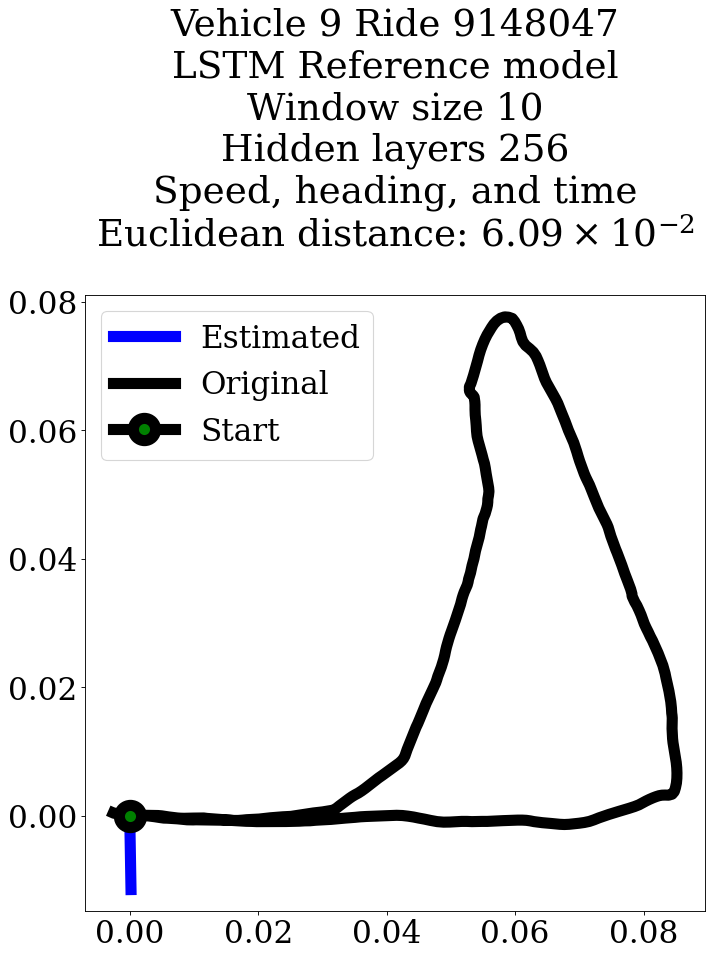 Vehicle 9 Ride 9148047
LSTM Reference model
Window size 10
Hidden layers 256
Speed, heading, and time
Euclidean distance: 6.09 × 10⁻²
Estimated
Original
Start
0.08
0.06
0.04
0.02
0.00
0.00 0.02 0.04 0.06 0.08